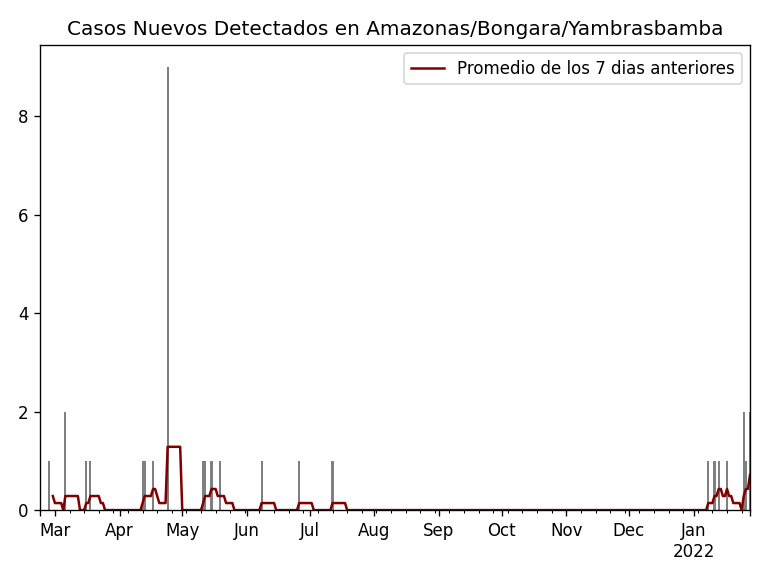 Casos Nuevos Detectados en Amazonas/Bongara/Yambrasbamba
Promedio de los 7 dias anteriores
8
6
4
2
0
Mar Apr May Jun Jul Aug Sep Oct Nov Dec Jan
2022